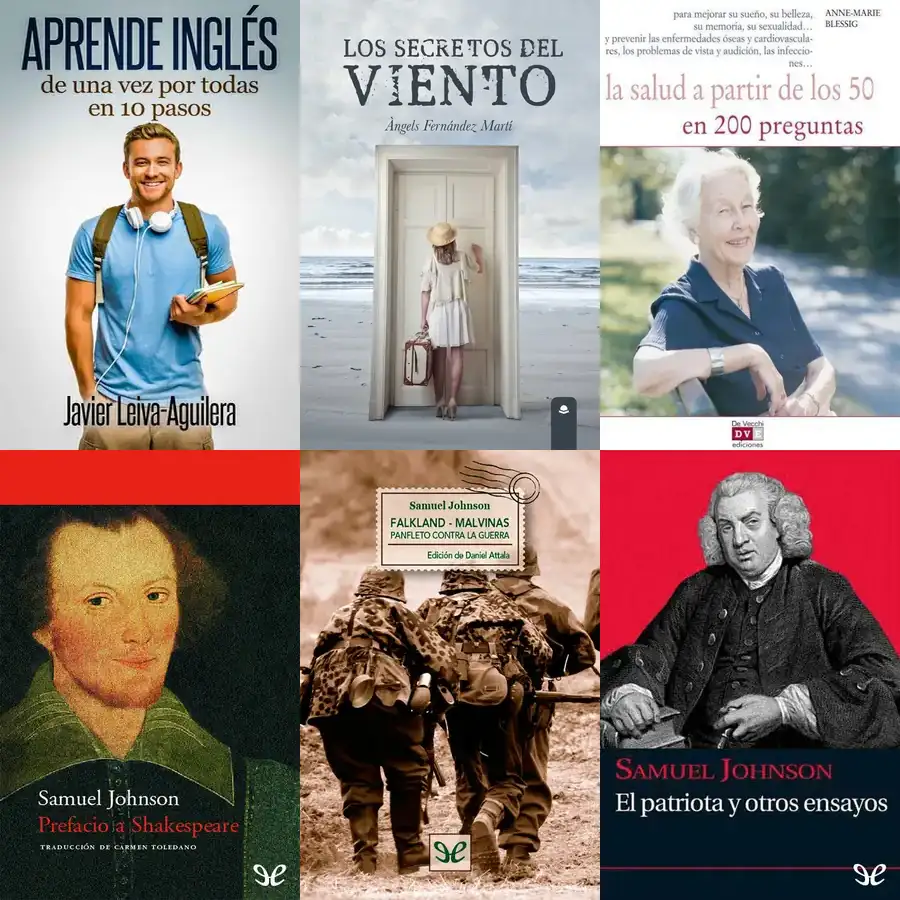 APRENDE INGLÉS
de una vez por todas
en 10 pasos
Javier Leiva-Aguilera
LOS SECRETOS DEL
VIENTO
Àngels Fernández Martí
para mejorar su sueño, su belleza,
su memoria, su sexualidad...
y prevenir las enfermedades óseas y cardiovascula-
res, los problemas de vista y audición, las infeccio-
nes...
ANNE-MARIE
BLESSIG
la salud a partir de los 50
en 200 preguntas
De Vecchi
DVE
ediciones
Samuel Johnson
Prefacio a Shakespeare
TRADUCCIÓN DE CARMEN TOLEDANO
Samuel Johnson
FALKLAND - MALVINAS
PANFLETO CONTRA LA GUERRA
Edición de Daniel Attala
SAMUEL JOHNSON
El patriota y otros ensayos